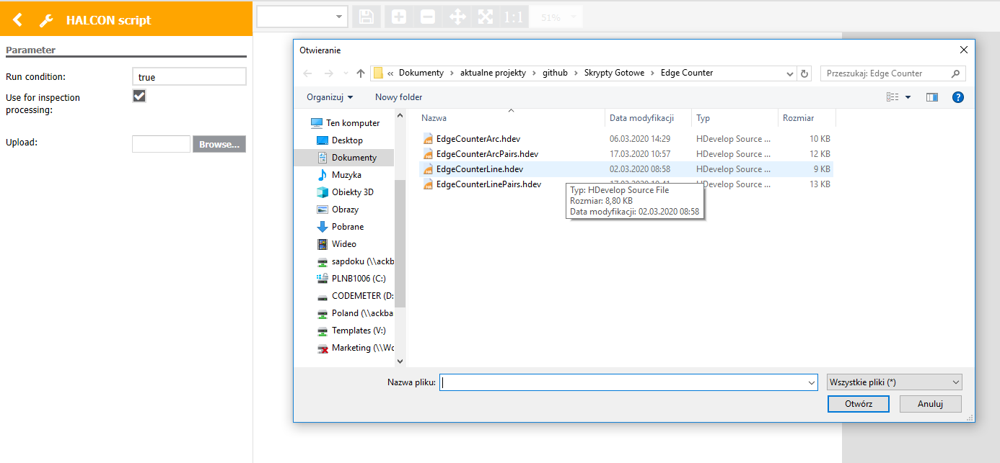 HALCON script
1:1
51%
Parameter
Run condition:
true
Use for inspection
processing:
Upload:
Browse...
Otwieranie
« Dokumenty › aktualne projekty › github › Skrypty Gotowe › Edge Counter
Przeszukaj: Edge Counter
Organizuj
Nowy folder
Ten komputer
Desktop
Dokumenty
Muzyka
Obiekty 3D
Obrazy
Pobrane
Wideo
sapdoku (\\ackb
PLNB1006 (C:)
CODEMETER (D:
Poland (\\ackba
Templates (V:)
Marketing (\\Wo
Nazwa Data modyfikacji Typ Rozmiar
EdgeCounterArc.hdev 06.03.2020 14:29 HDevelop Source ... 10 KB
EdgeCounterArcPairs.hdev 17.03.2020 10:57 HDevelop Source ... 12 KB
EdgeCounterLine.hdev 02.03.2020 08:58 HDevelop Source ... 9 KB
EdgeCounterLinePairs.hdev HDevelop Source ... 13 KB
Typ: HDevelop Source File
Rozmiar: 8,80 KB
Data modyfikacji: 02.03.2020 08:58
Nazwa pliku:
Wszystkie pliki (*)
Otwórz
Anuluj